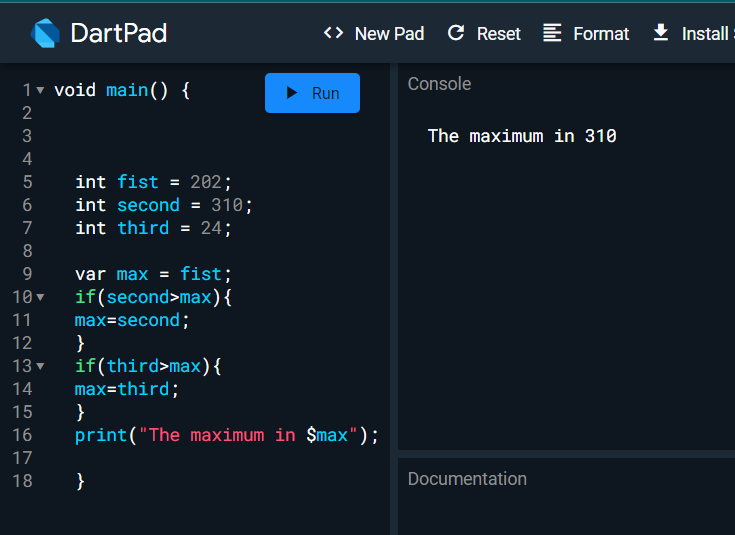 DartPad
<> New Pad
Reset
Format
Install
1 void main() {
Run
2
3
4
5 int fist = 202;
6 int second = 310;
7 int third = 24;
8
9 var max = fist;
10 if(second>max){
11 max=second;
12 }
13 if(third>max){
14 max=third;
15 }
16 print("The maximum in $max");
17
18 }
Console
The maximum in 310
Documentation